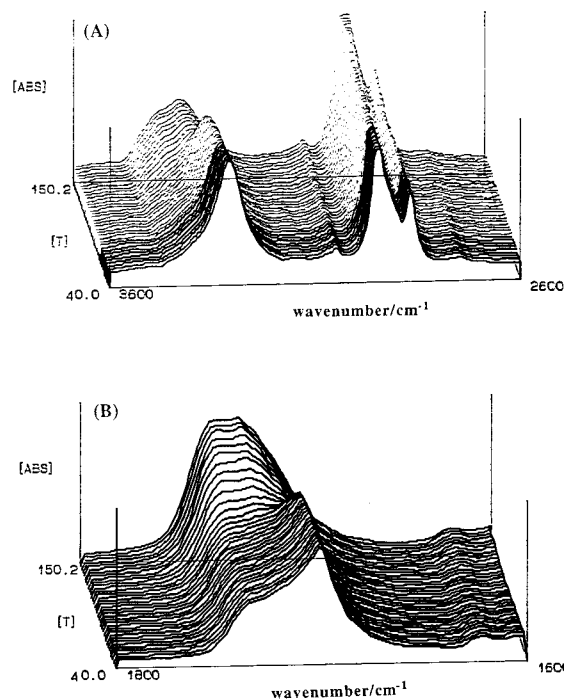 (A)
[ABS]
150.2
[T]
40.0
3600
2600
wavenumber/cm-1
(B)
[ABS]
150.2
[T]
40.0
1800
1600
wavenumber/cm-1